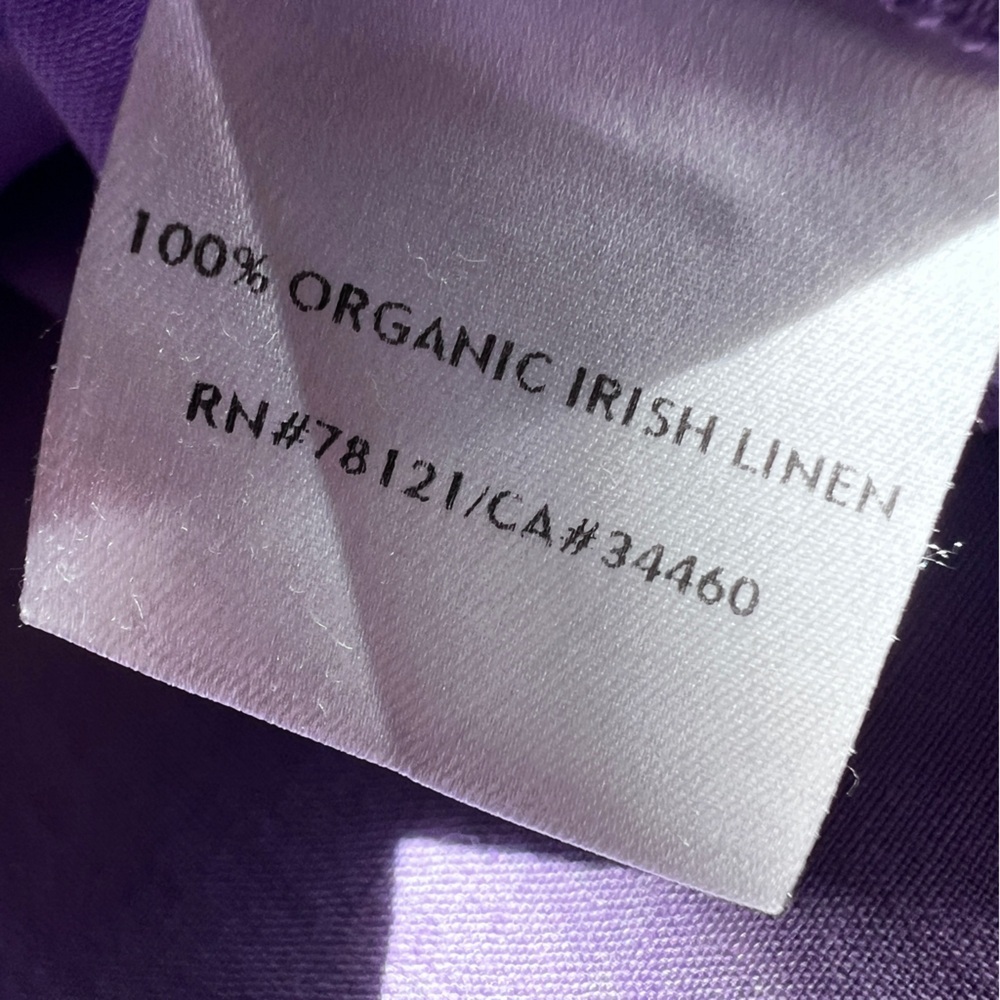 100% ORGANIC IRISH LINEN
RN#78121/CA#34460